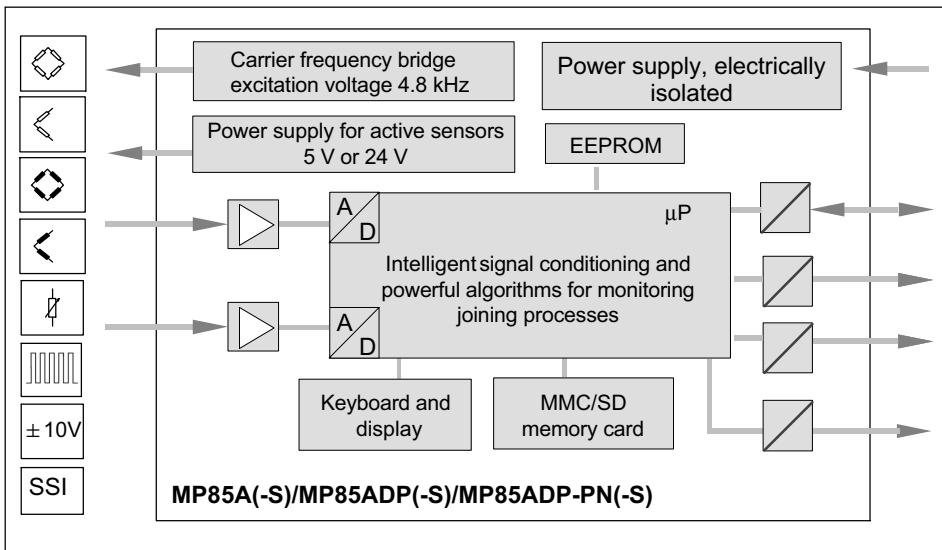 Carrier frequency bridge
excitation voltage 4.8 kHz
Power supply, electrically
isolated
Power supply for active sensors
5 V or 24 V
EEPROM
A
D
µP
Intelligent signal conditioning and
powerful algorithms for monitoring
joining processes
A
D
Keyboard and
display
MMC/SD
memory card
± 10V
SSI
MP85A(-S)/MP85ADP(-S)/MP85ADP-PN(-S)